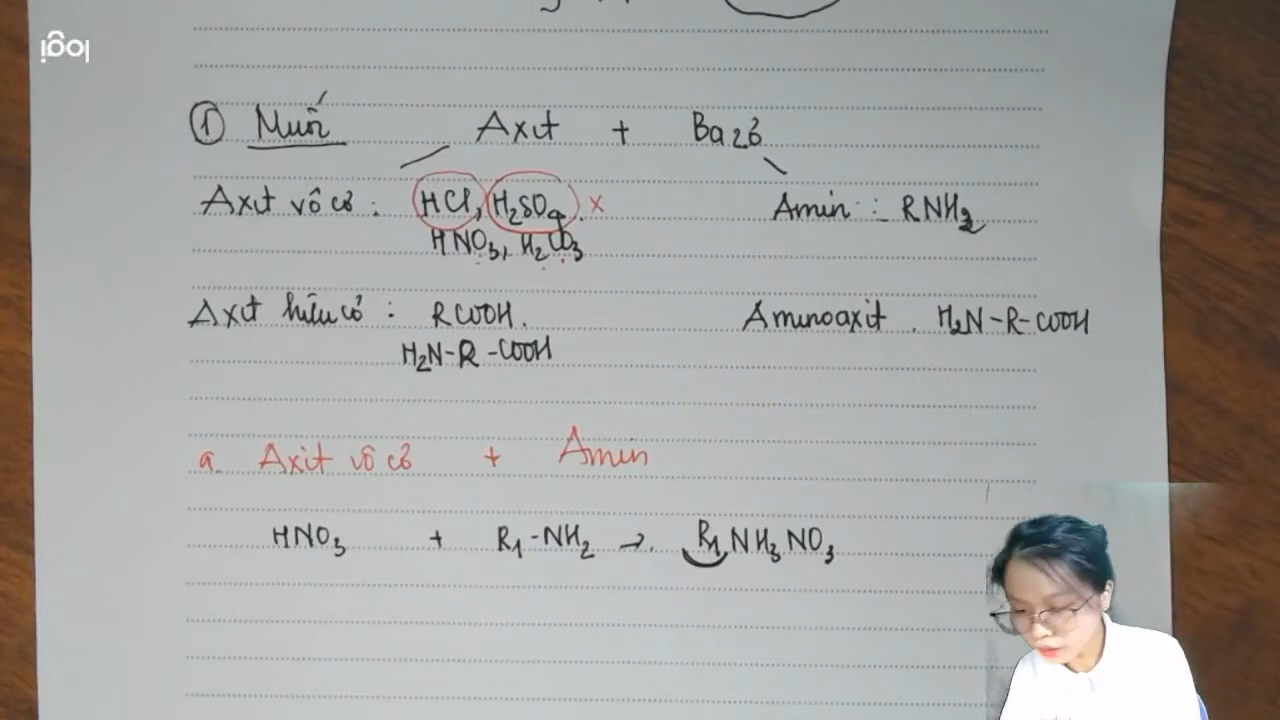 logi
① Muối Axit + Bazơ
Axit vô cơ : HCl, H₂SO₄. × Amin : RNH₂
HNO₃, H₂CO₃
Axit hữu cơ : RCOOH. Aminoaxit . H₂N-R-COOH
H₂N-R-COOH
a. Axit vô cơ + Amin
HNO₃ + R₁-NH₂ →. R₁NH₃NO₃